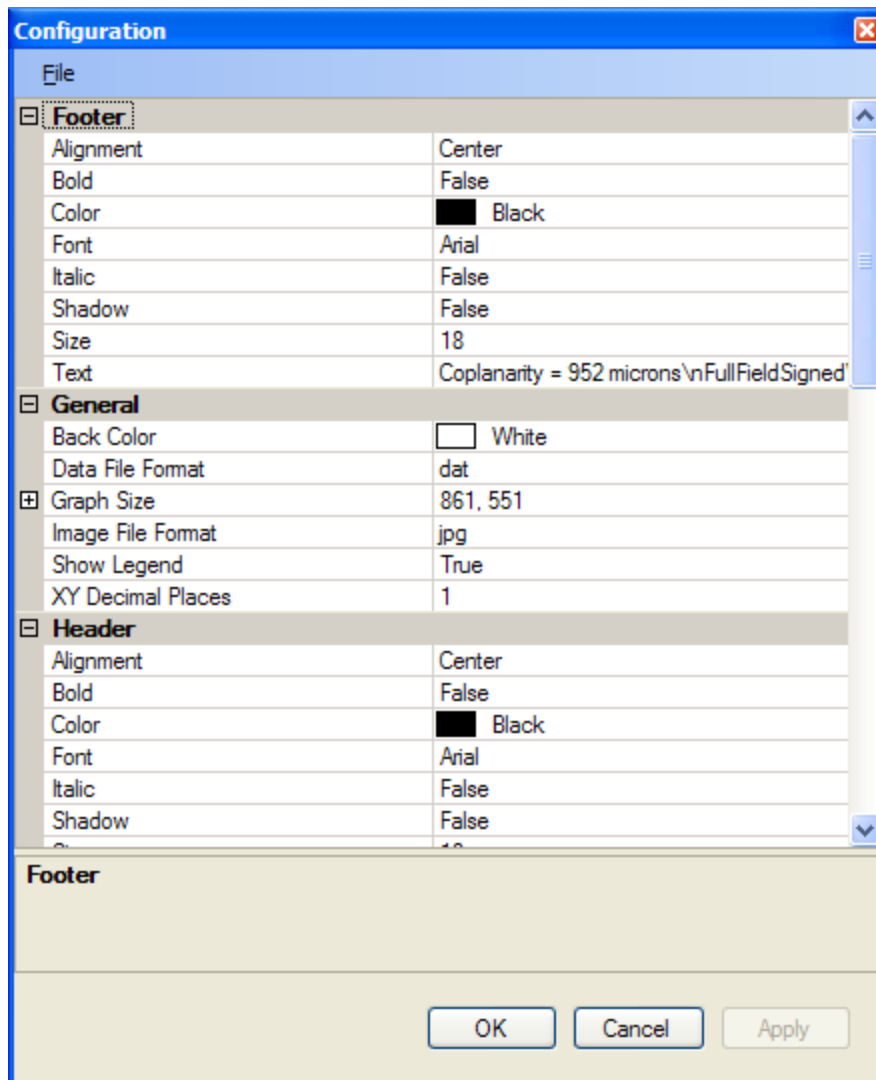 Configuration
File
Footer
Alignment Center
Bold False
Color Black
Font Arial
Italic False
Shadow False
Size 18
Text Coplanarity = 952 microns\nFullFieldSigned\
General
Back Color White
Data File Format dat
Graph Size 861, 551
Image File Format jpg
Show Legend True
XY Decimal Places 1
Header
Alignment Center
Bold False
Color Black
Font Arial
Italic False
Shadow False
Footer
OK Cancel Apply